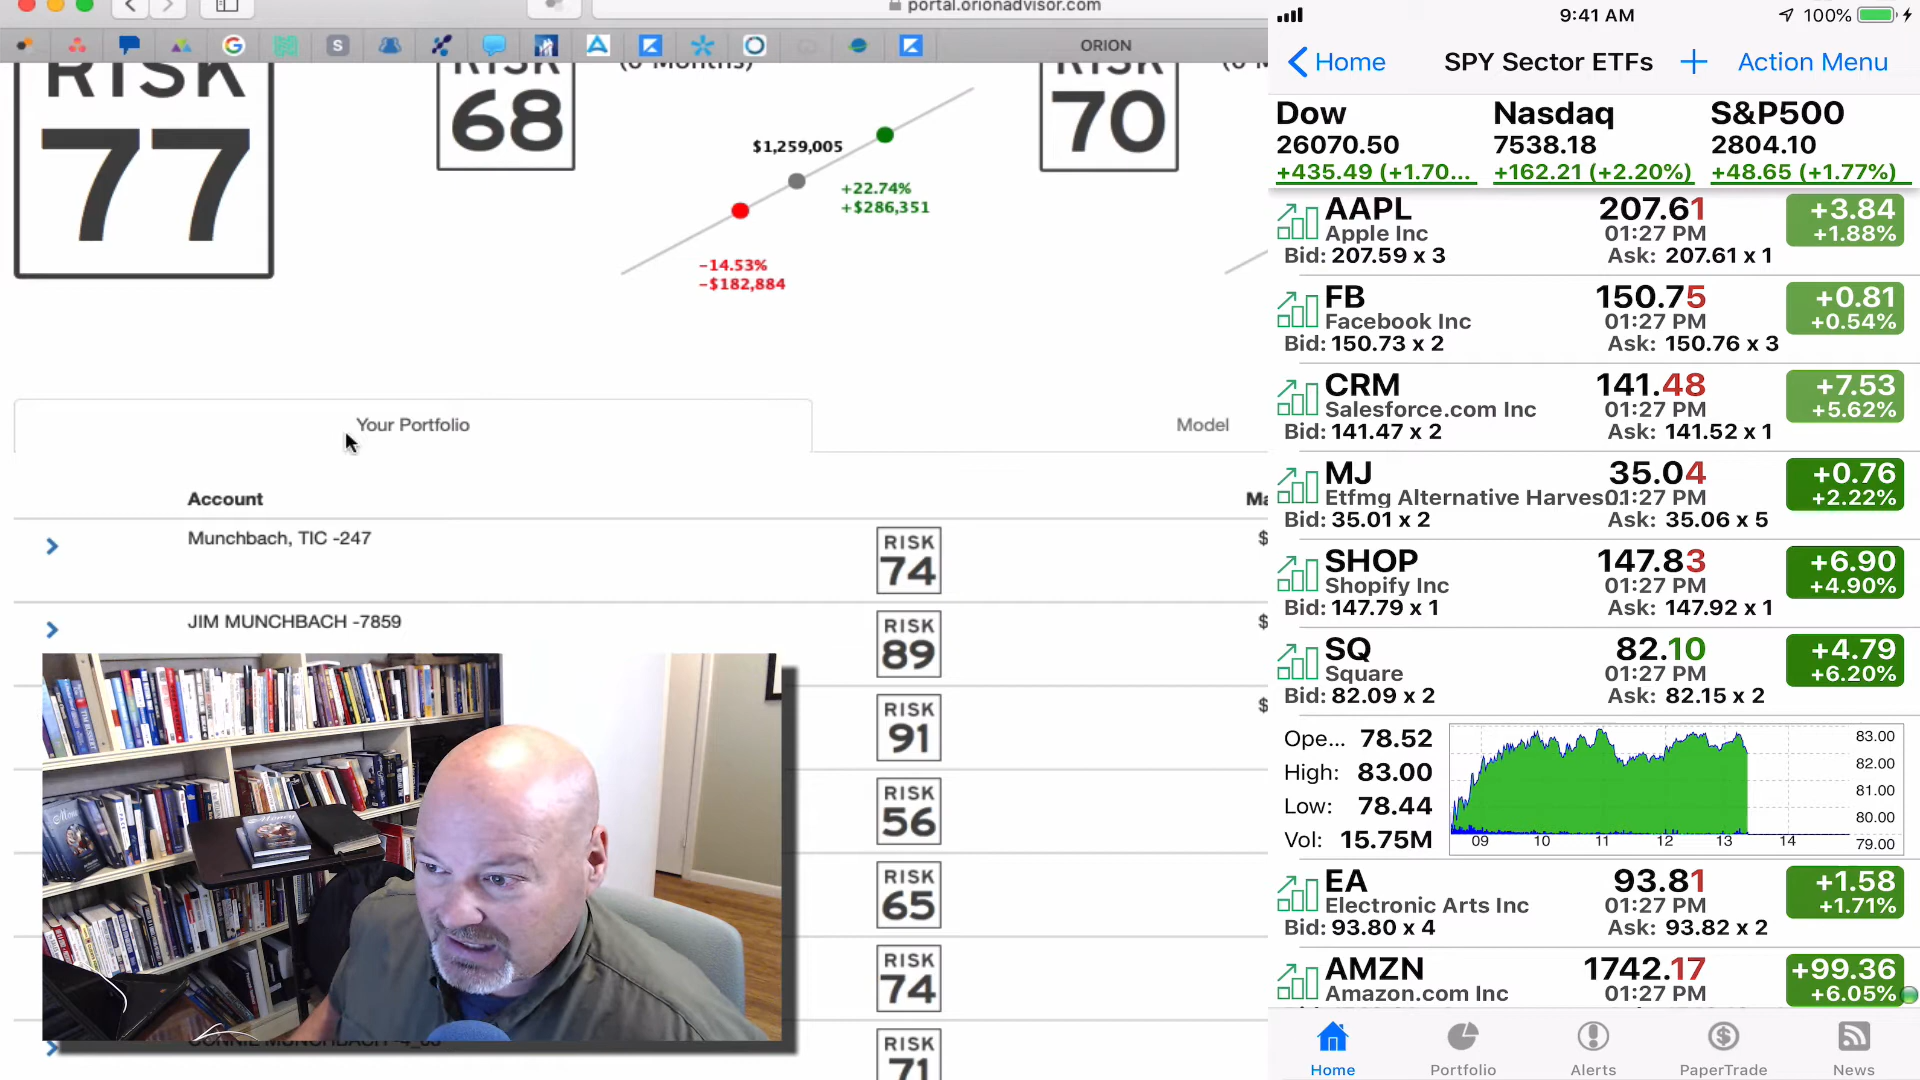 portal.orionadvisor.com
ORION
RISK
77
RISK
68
(6 Months)
$1,259,005
+22.74%
+$286,351
-14.53%
-$182,884
RISK
70
Your Portfolio
Model
Account
Munchbach, TIC -247
RISK
74
$
JIM MUNCHBACH -7859
RISK
89
$
RISK
91
$
RISK
56
RISK
65
RISK
74
RISK
71
Money
9:41 AM
100%
Home
SPY Sector ETFs
+
Action Menu
Dow
Nasdaq
S&P500
26070.50
7538.18
2804.10
+435.49 (+1.70...
+162.21 (+2.20%)
+48.65 (+1.77%)
AAPL 207.61 +3.84
Apple Inc 01:27 PM +1.88%
Bid: 207.59 x 3 Ask: 207.61 x 1
FB 150.75 +0.81
Facebook Inc 01:27 PM +0.54%
Bid: 150.73 x 2 Ask: 150.76 x 3
CRM 141.48 +7.53
Salesforce.com Inc 01:27 PM +5.62%
Bid: 141.47 x 2 Ask: 141.52 x 1
MJ 35.04 +0.76
Etfmg Alternative Harves 01:27 PM +2.22%
Bid: 35.01 x 2 Ask: 35.06 x 5
SHOP 147.83 +6.90
Shopify Inc 01:27 PM +4.90%
Bid: 147.79 x 1 Ask: 147.92 x 1
SQ 82.10 +4.79
Square 01:27 PM +6.20%
Bid: 82.09 x 2 Ask: 82.15 x 2
Ope... 78.52
High: 83.00
Low: 78.44
Vol: 15.75M
83.00
82.00
81.00
80.00
79.00
09 10 11 12 13 14
EA 93.81 +1.58
Electronic Arts Inc 01:27 PM +1.71%
Bid: 93.80 x 4 Ask: 93.82 x 2
AMZN 1742.17 +99.36
Amazon.com Inc 01:27 PM +6.05%
Home
Portfolio
Alerts
PaperTrade
News